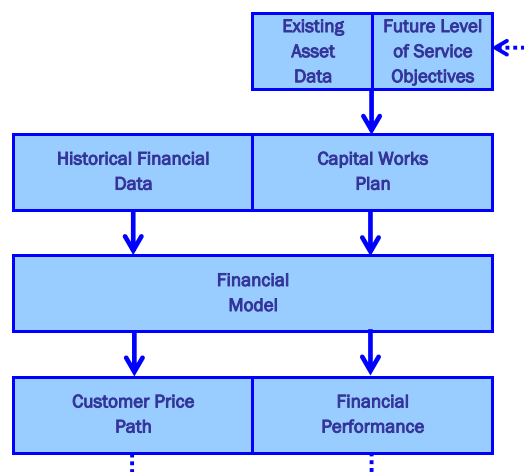 Existing
Asset
Data
Future Level
of Service
Objectives
Historical Financial
Data
Capital Works
Plan
Financial
Model
Customer Price
Path
Financial
Performance